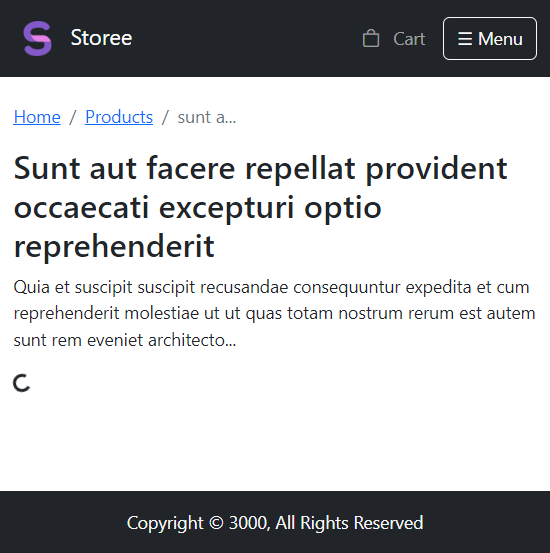 Storee
Cart
☰ Menu
Home / Products / sunt a...
Sunt aut facere repellat provident
occaecati excepturi optio
reprehenderit
Quia et suscipit suscipit recusandae consequuntur expedita et cum
reprehenderit molestiae ut ut quas totam nostrum rerum est autem
sunt rem eveniet architecto...
Copyright © 3000, All Rights Reserved